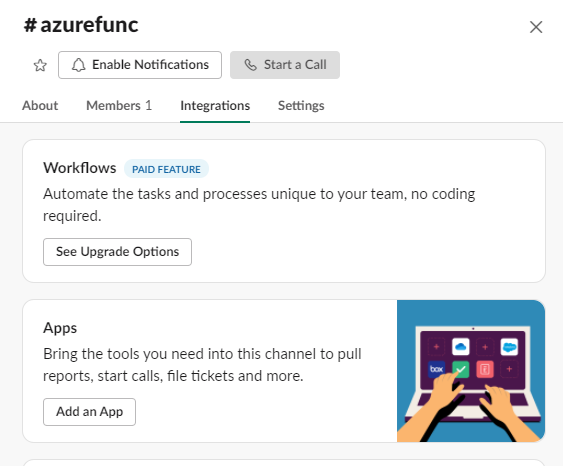 # azurefunc
Enable Notifications
Start a Call
About
Members 1
Integrations
Settings
Workflows PAID FEATURE
Automate the tasks and processes unique to your team, no coding
required.
See Upgrade Options
Apps
Bring the tools you need into this channel to pull
reports, start calls, file tickets and more.
Add an App
box